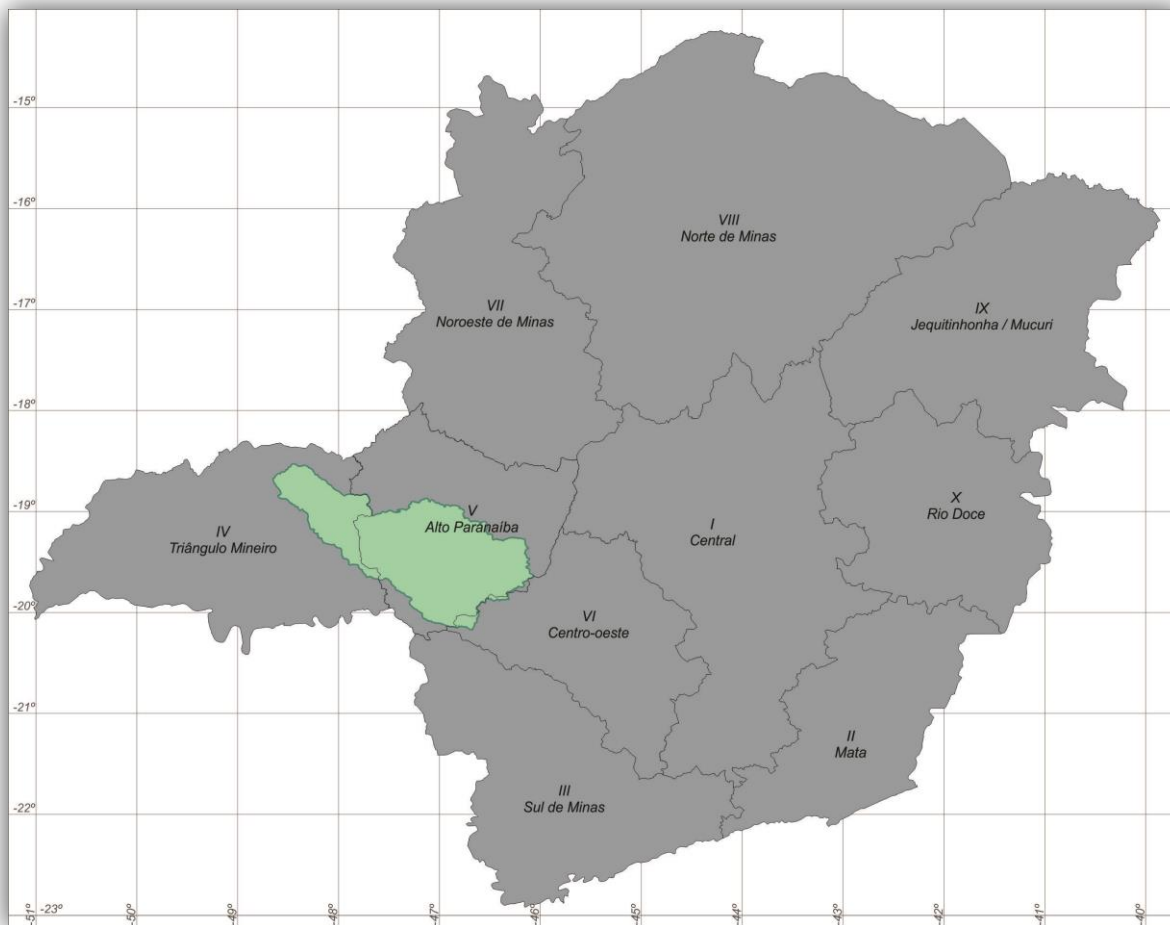 -15º
-16º
VIII
Norte de Minas
VII
Noroeste de Minas
IX
Jequitinhonha / Mucuri
-17º
-18º
-19º
V
Alto Paranaíba
X
Rio Doce
IV
Triângulo Mineiro
I
Central
-20º
VI
Centro-oeste
-21º
II
Mata
III
Sul de Minas
-22º
-51º
-23º
-50º
-49º
-48º
-47º
-46º
-45º
-44º
-43º
-42º
-41º
-40º